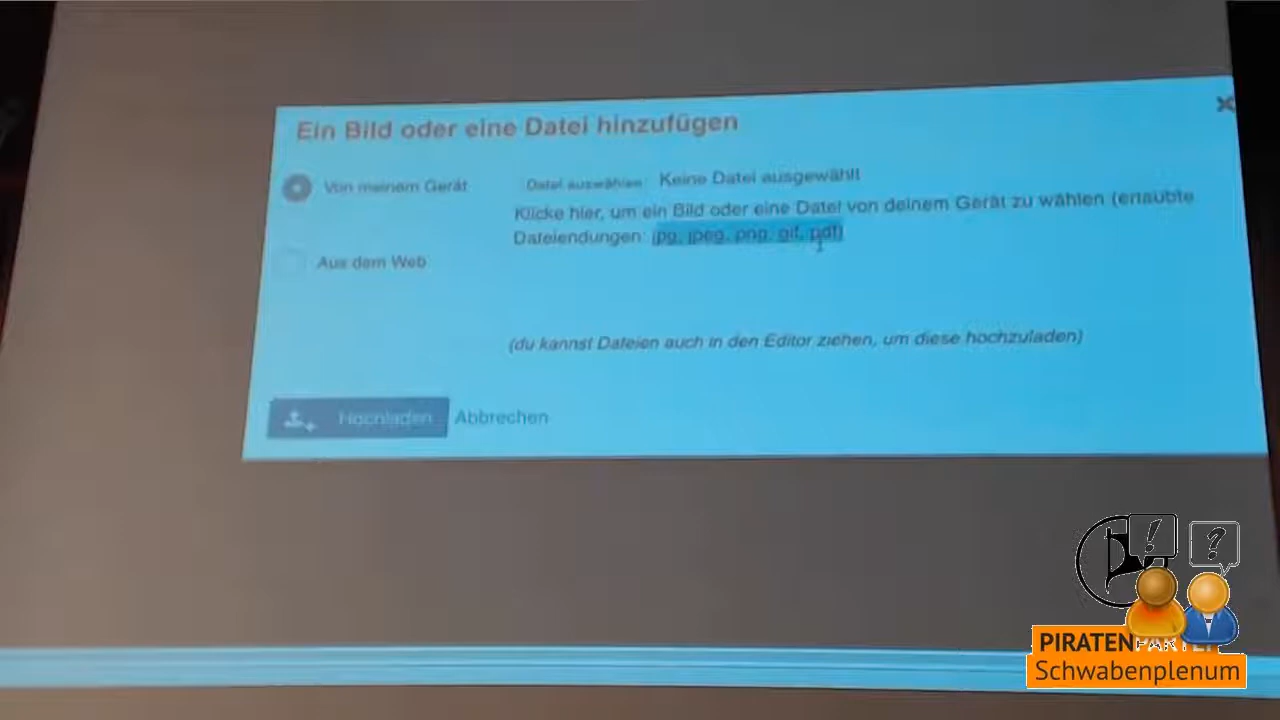 Ein Bild oder eine Datei hinzufügen
Von meinem Gerät
Datei auswählen Keine Datei ausgewählt
Klicke hier, um ein Bild oder eine Datei von deinem Gerät zu wählen (erlaubte
Dateiendungen: jpg, jpeg, png, gif, pdf)
Aus dem Web
(du kannst Dateien auch in den Editor ziehen, um diese hochzuladen)
Hochladen Abbrechen
! ?
PIRATENPARTEI
Schwabenplenum